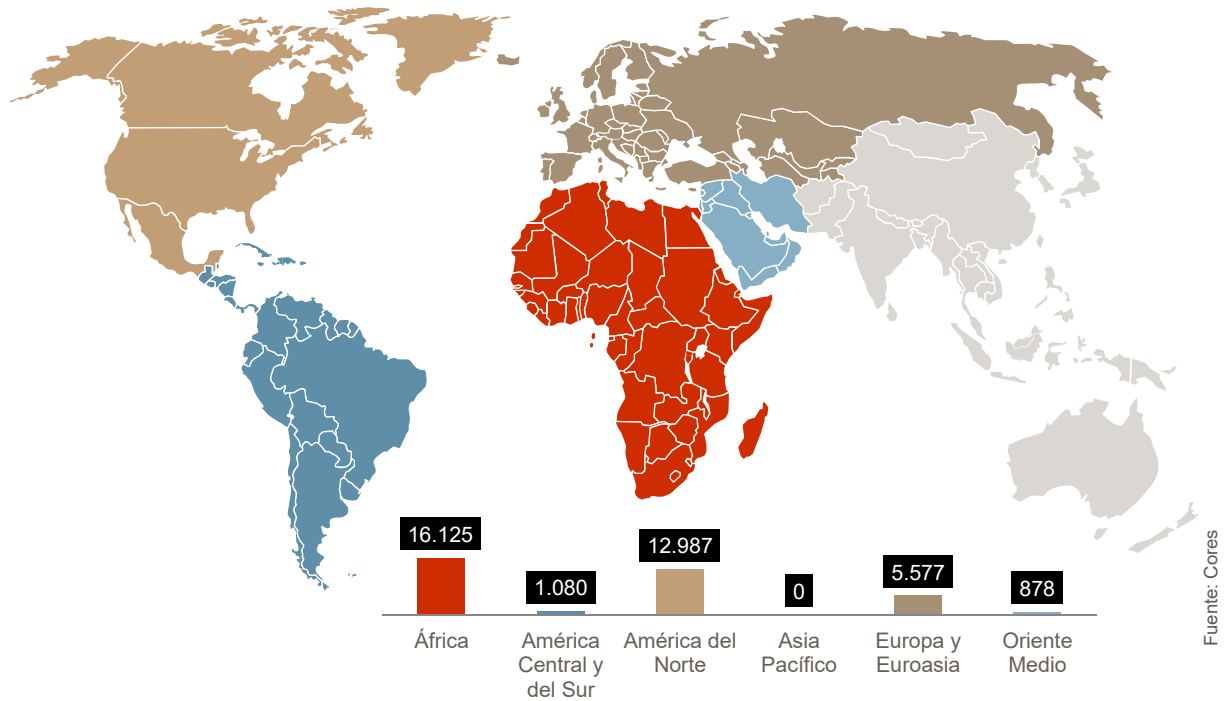 16.125
1.080
12.987
0
5.577
878
África
América
Central y
del Sur
América del
Norte
Asia
Pacífico
Europa y
Euroasia
Oriente
Medio
Fuente: Cores